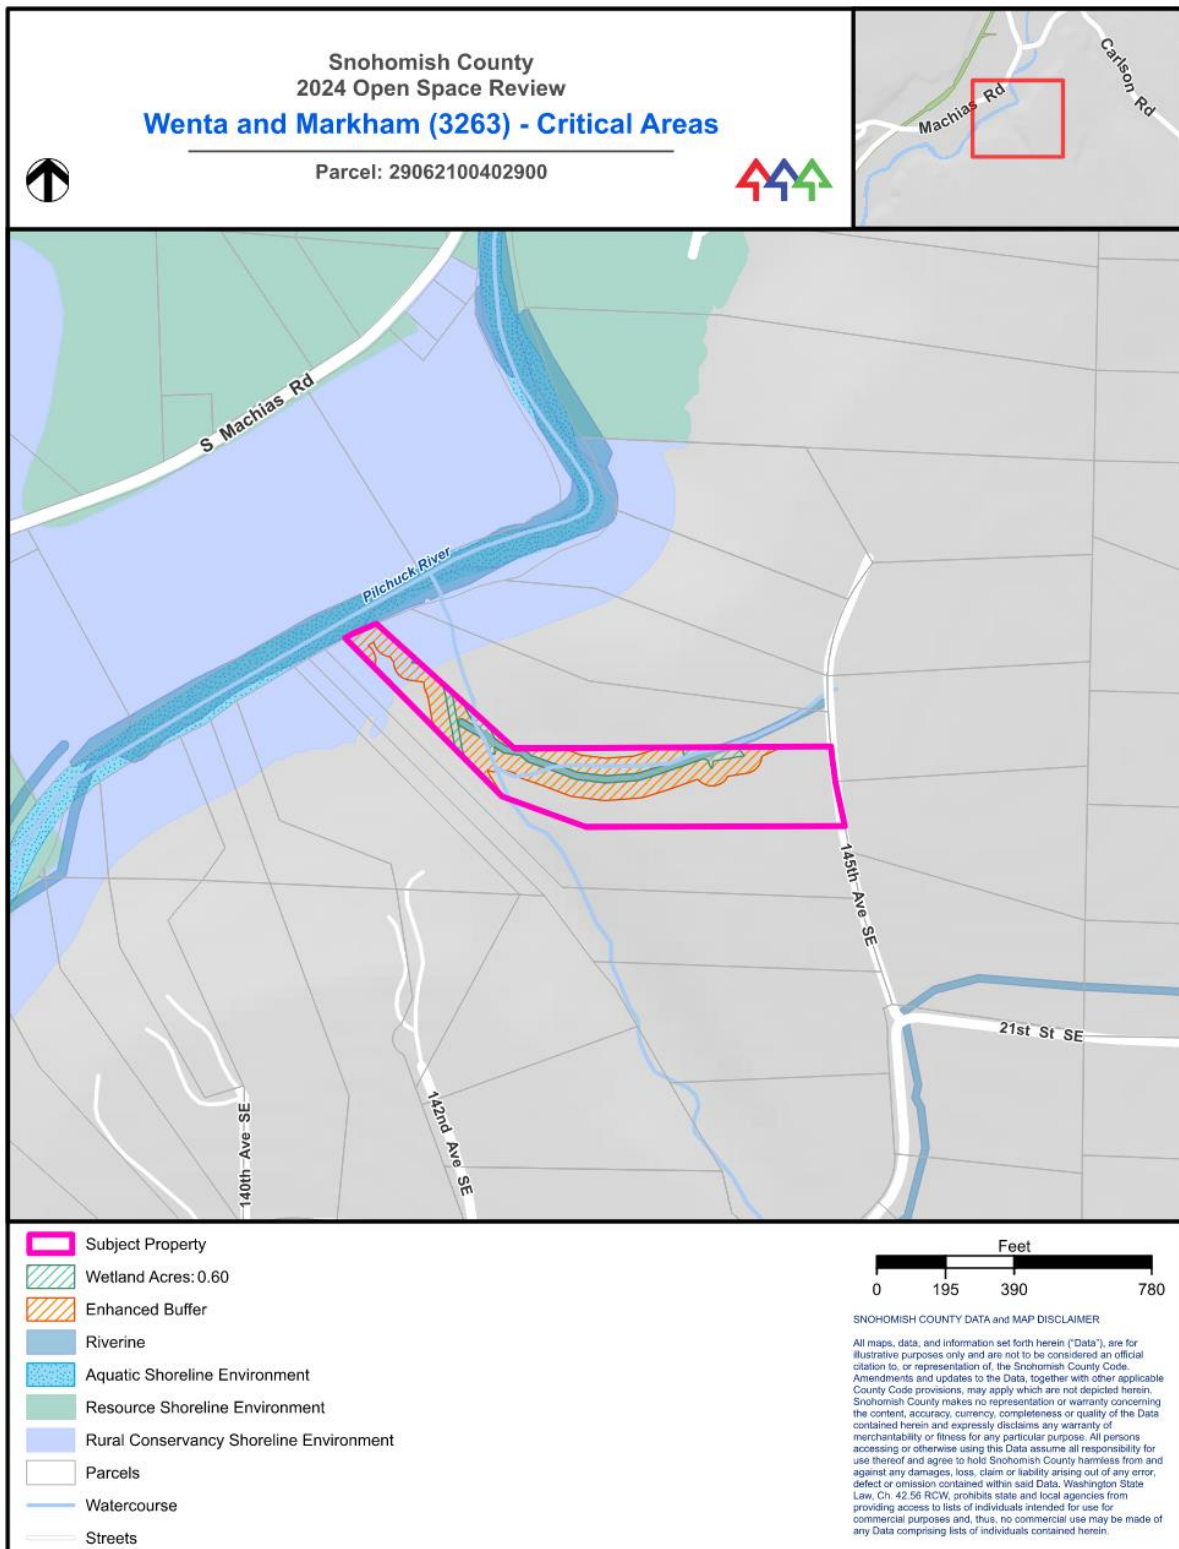 Snohomish County
2024 Open Space Review
Wenta and Markham (3263) - Critical Areas
Parcel: 29062100402900
Machias Rd
Carlson Rd
S Machias Rd
Pilchuck River
145th Ave SE
21st St SE
142nd Ave SE
140th Ave SE
Subject Property
Wetland Acres: 0.60
Enhanced Buffer
Riverine
Aquatic Shoreline Environment
Resource Shoreline Environment
Rural Conservancy Shoreline Environment
Parcels
Watercourse
Streets
Feet
0 195 390 780
SNOHOMISH COUNTY DATA and MAP DISCLAIMER
All maps, data, and information set forth herein ("Data"), are for
illustrative purposes only and are not to be considered an official
citation to, or representation of, the Snohomish County Code.
Amendments and updates to the Data, together with other applicable
County Code provisions, may apply which are not depicted herein.
Snohomish County makes no representation or warranty concerning
the content, accuracy, currency, completeness or quality of the Data
contained herein and expressly disclaims any warranty of
merchantability or fitness for any particular purpose. All persons
accessing or otherwise using this Data assume all responsibility for
use thereof and agree to hold Snohomish County harmless from and
against any damages, loss, claim or liability arising out of any error,
defect or omission contained within said Data. Washington State
Law, Ch. 42.56 RCW, prohibits state and local agencies from
providing access to lists of individuals intended for use for
commercial purposes and, thus, no commercial use may be made of
any Data comprising lists of individuals contained herein.